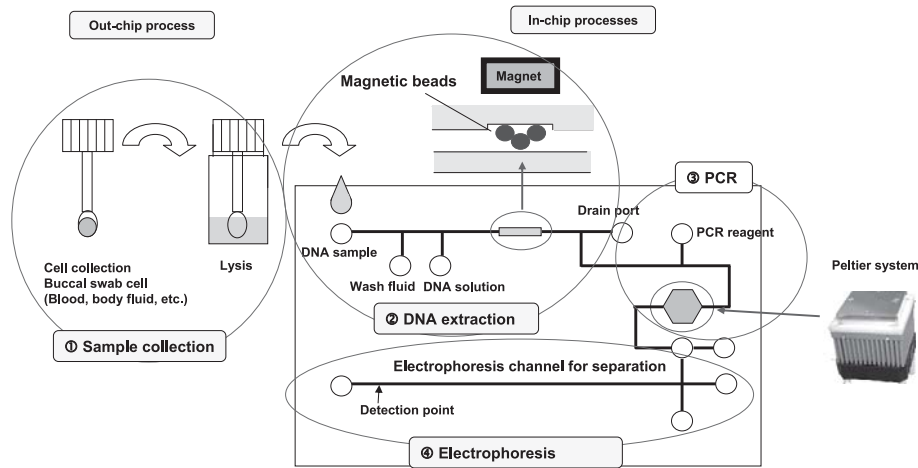 Out-chip process
In-chip processes
Magnet
Magnetic beads
③ PCR
Drain port
PCR reagent
DNA sample
Cell collection
Buccal swab cell
(Blood, body fluid, etc.)
Lysis
Wash fluid
DNA solution
Peltier system
② DNA extraction
① Sample collection
Electrophoresis channel for separation
Detection point
④ Electrophoresis